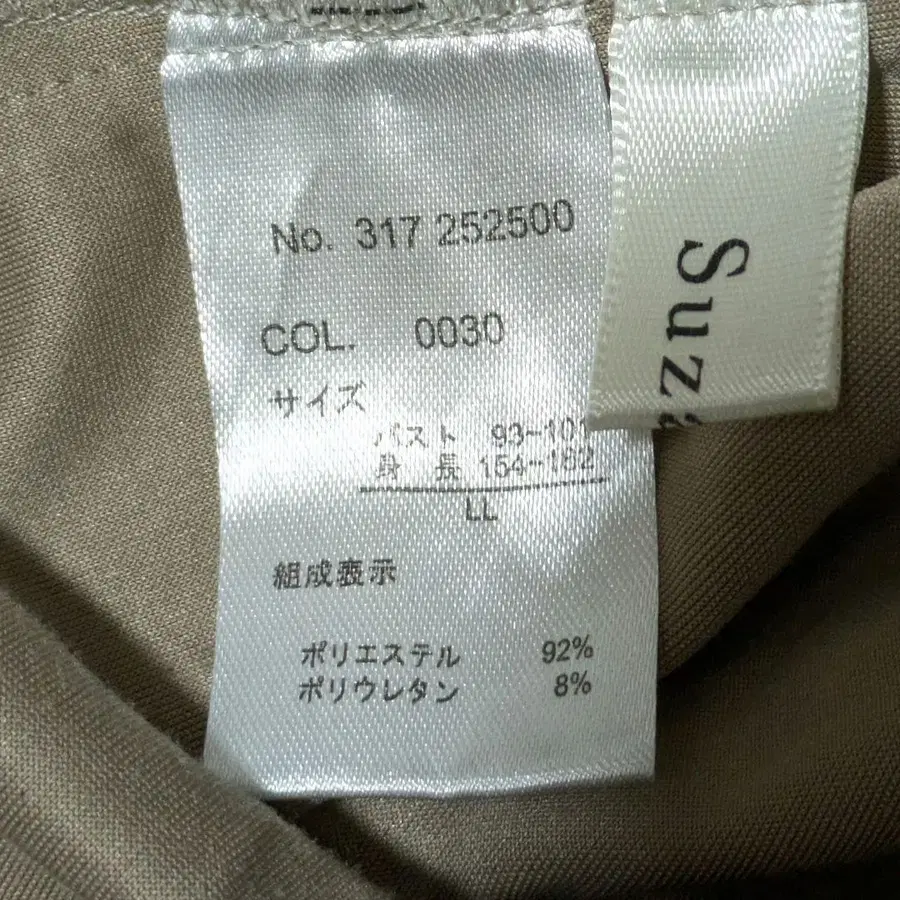 No. 317 252500
COL. 0030
サイズ
バスト 93-101
身長 154-162
LL
組成表示
ポリエステル 92%
ポリウレタン 8%
Suz